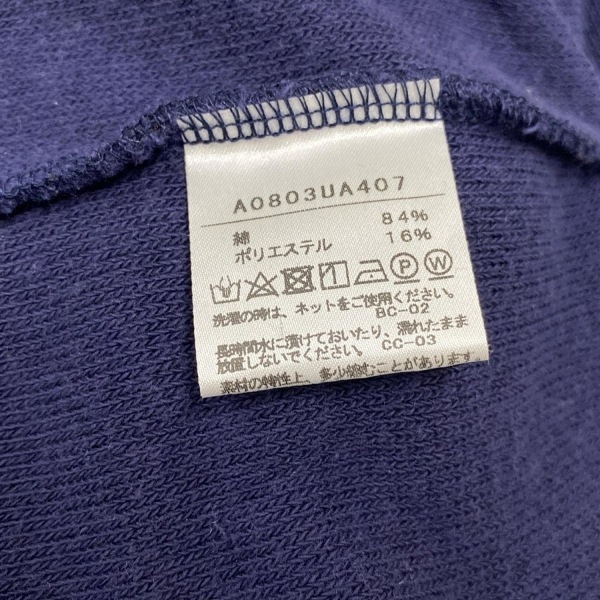 A0803UA407
綿 84%
ポリエステル 16%
P W
洗濯の時は、ネットをご使用ください。
BC-02
長時間水に漬けておいたり、濡れたまま
放置しないでください。 CC-03
素材の特性上、多少縮むことがあります。